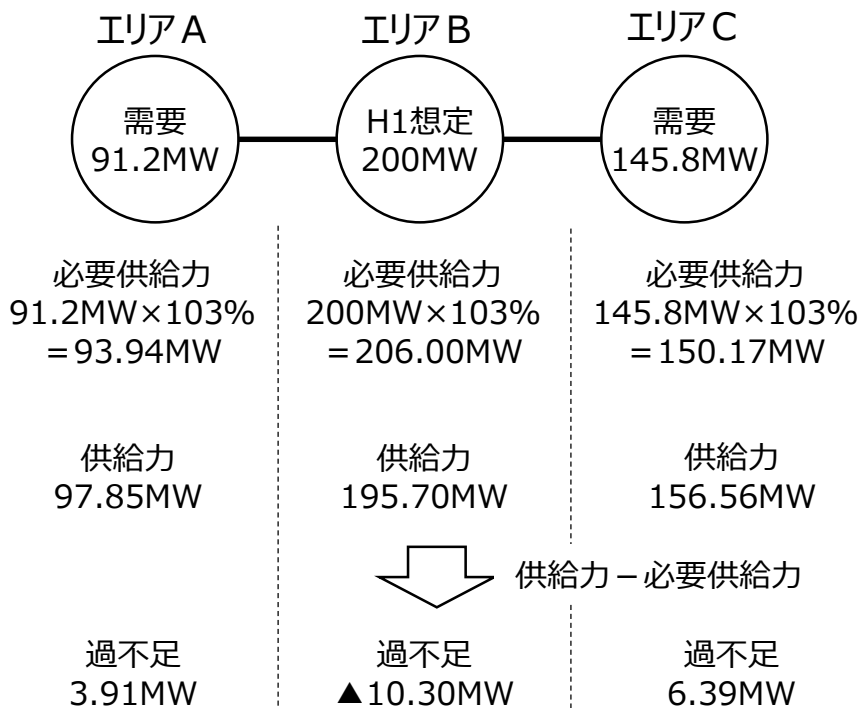 エリアA
エリアB
エリアC
需要
91.2MW
H1想定
200MW
需要
145.8MW
必要供給力
91.2MW×103%
=93.94MW
必要供給力
200MW×103%
=206.00MW
必要供給力
145.8MW×103%
=150.17MW
供給力
97.85MW
供給力
195.70MW
供給力
156.56MW
供給力－必要供給力
過不足
3.91MW
過不足
▲10.30MW
過不足
6.39MW